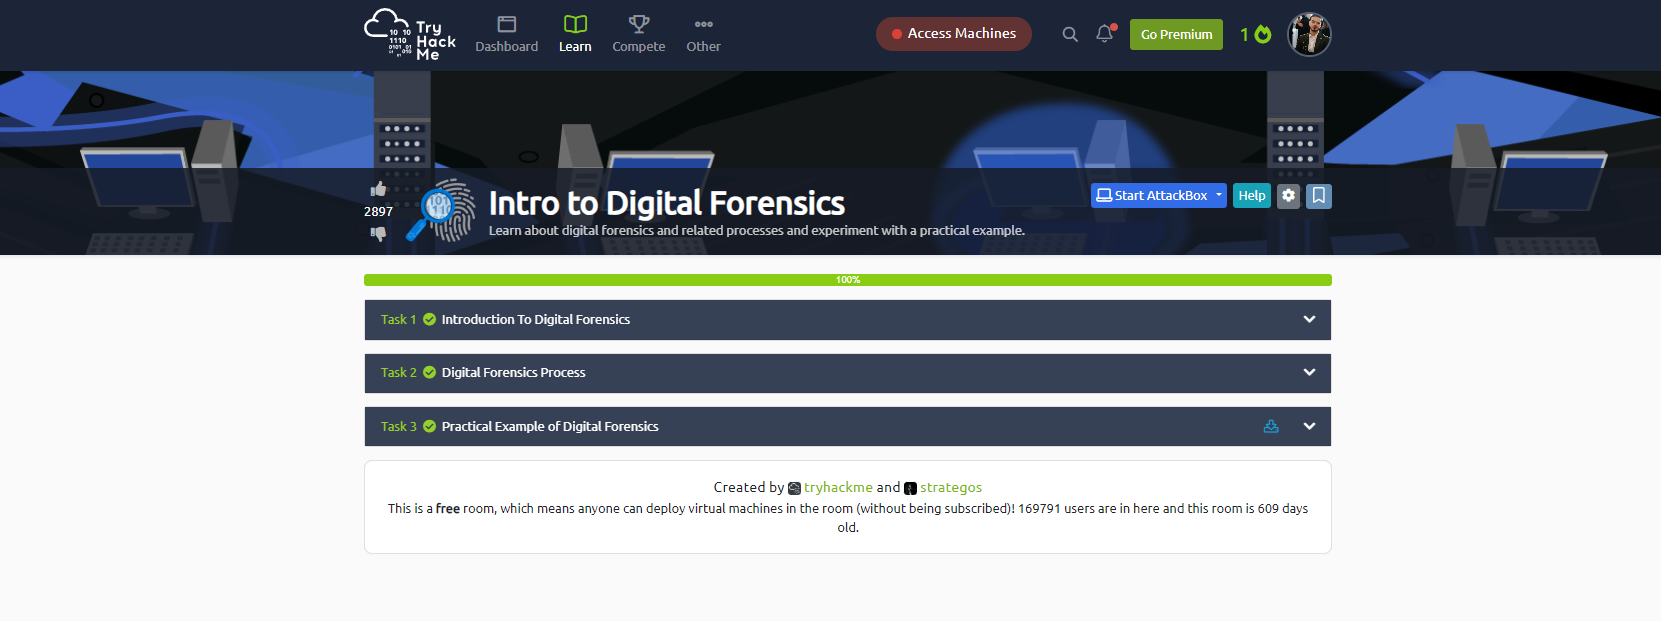 Try
Hack
Me
Dashboard
Learn
Compete
Other
Access Machines
Go Premium
1
2897
Intro to Digital Forensics
Learn about digital forensics and related processes and experiment with a practical example.
Start AttackBox
Help
100%
Task 1 Introduction To Digital Forensics
Task 2 Digital Forensics Process
Task 3 Practical Example of Digital Forensics
Created by tryhackme and strategos
This is a free room, which means anyone can deploy virtual machines in the room (without being subscribed)! 169791 users are in here and this room is 609 days
old.